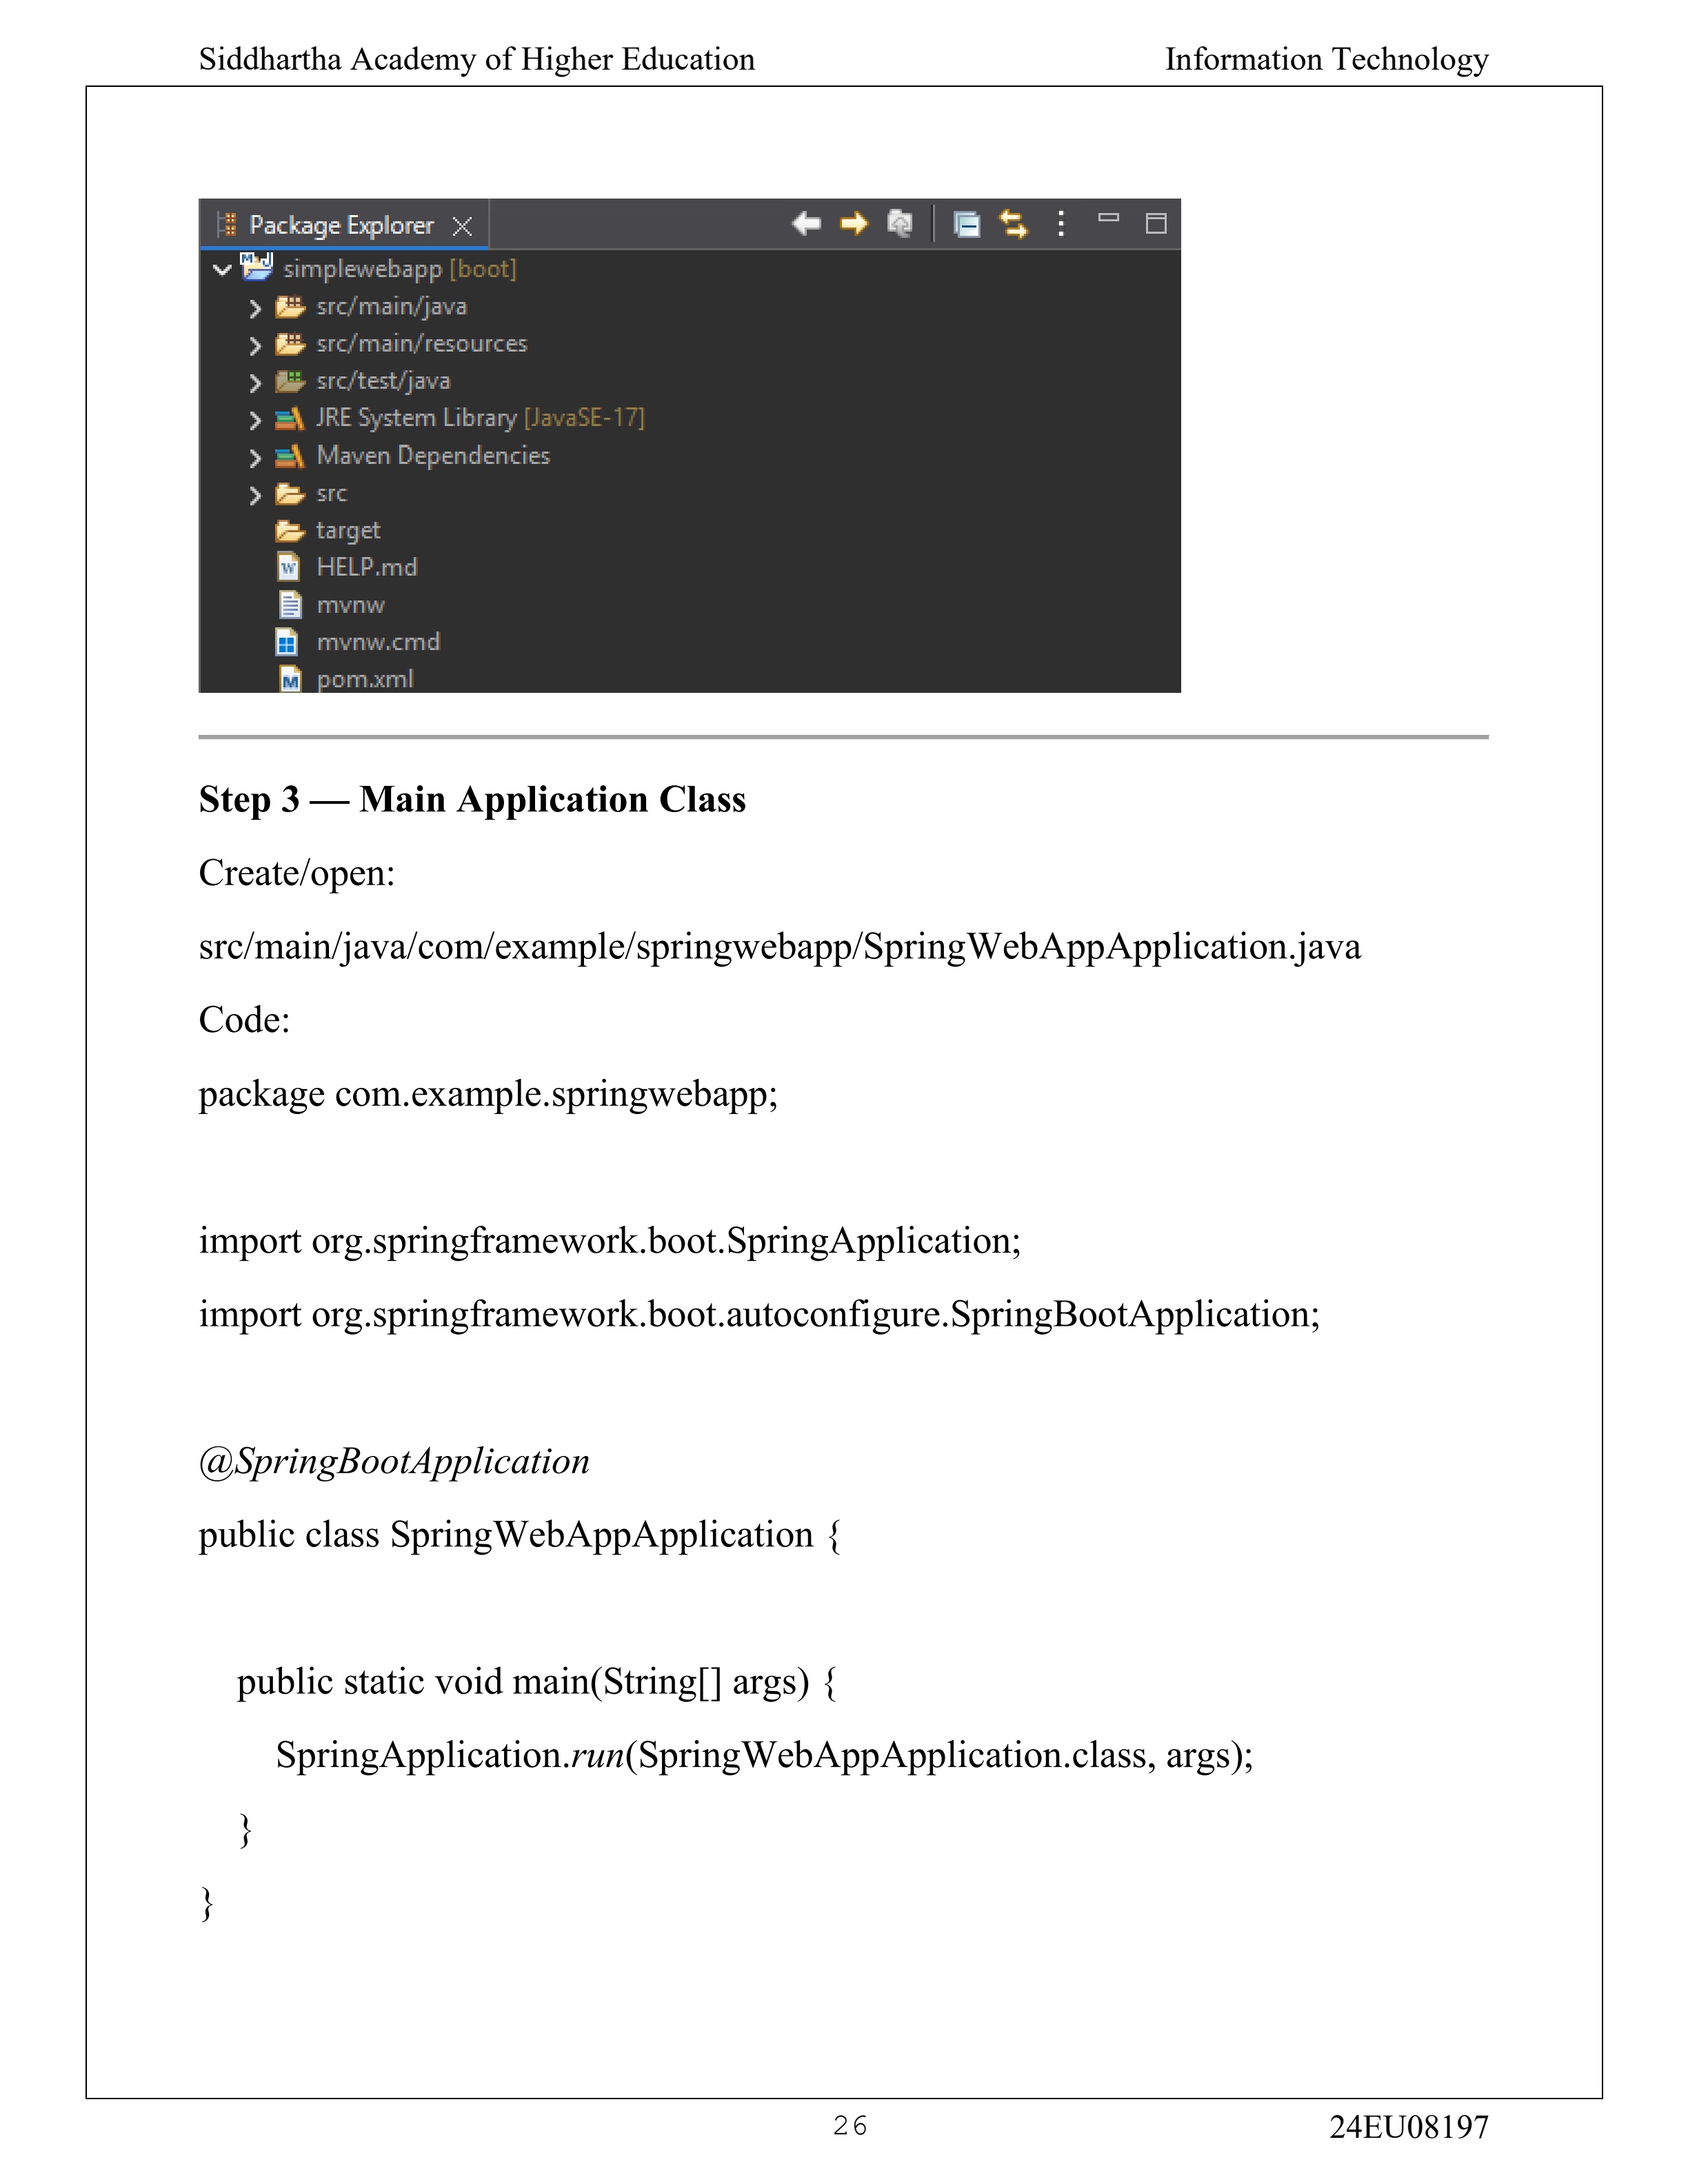 Siddhartha Academy of Higher Education Information Technology
Package Explorer
simplewebapp [boot]
src/main/java
src/main/resources
src/test/java
JRE System Library [JavaSE-17]
Maven Dependencies
src
target
HELP.md
mvnw
mvnw.cmd
pom.xml
Step 3 — Main Application Class
Create/open:
src/main/java/com/example/springwebapp/SpringWebAppApplication.java
Code:
package com.example.springwebapp;
import org.springframework.boot.SpringApplication;
import org.springframework.boot.autoconfigure.SpringBootApplication;
@SpringBootApplication
public class SpringWebAppApplication {
public static void main(String[] args) {
SpringApplication.run(SpringWebAppApplication.class, args);
}
}
26 24EU08197